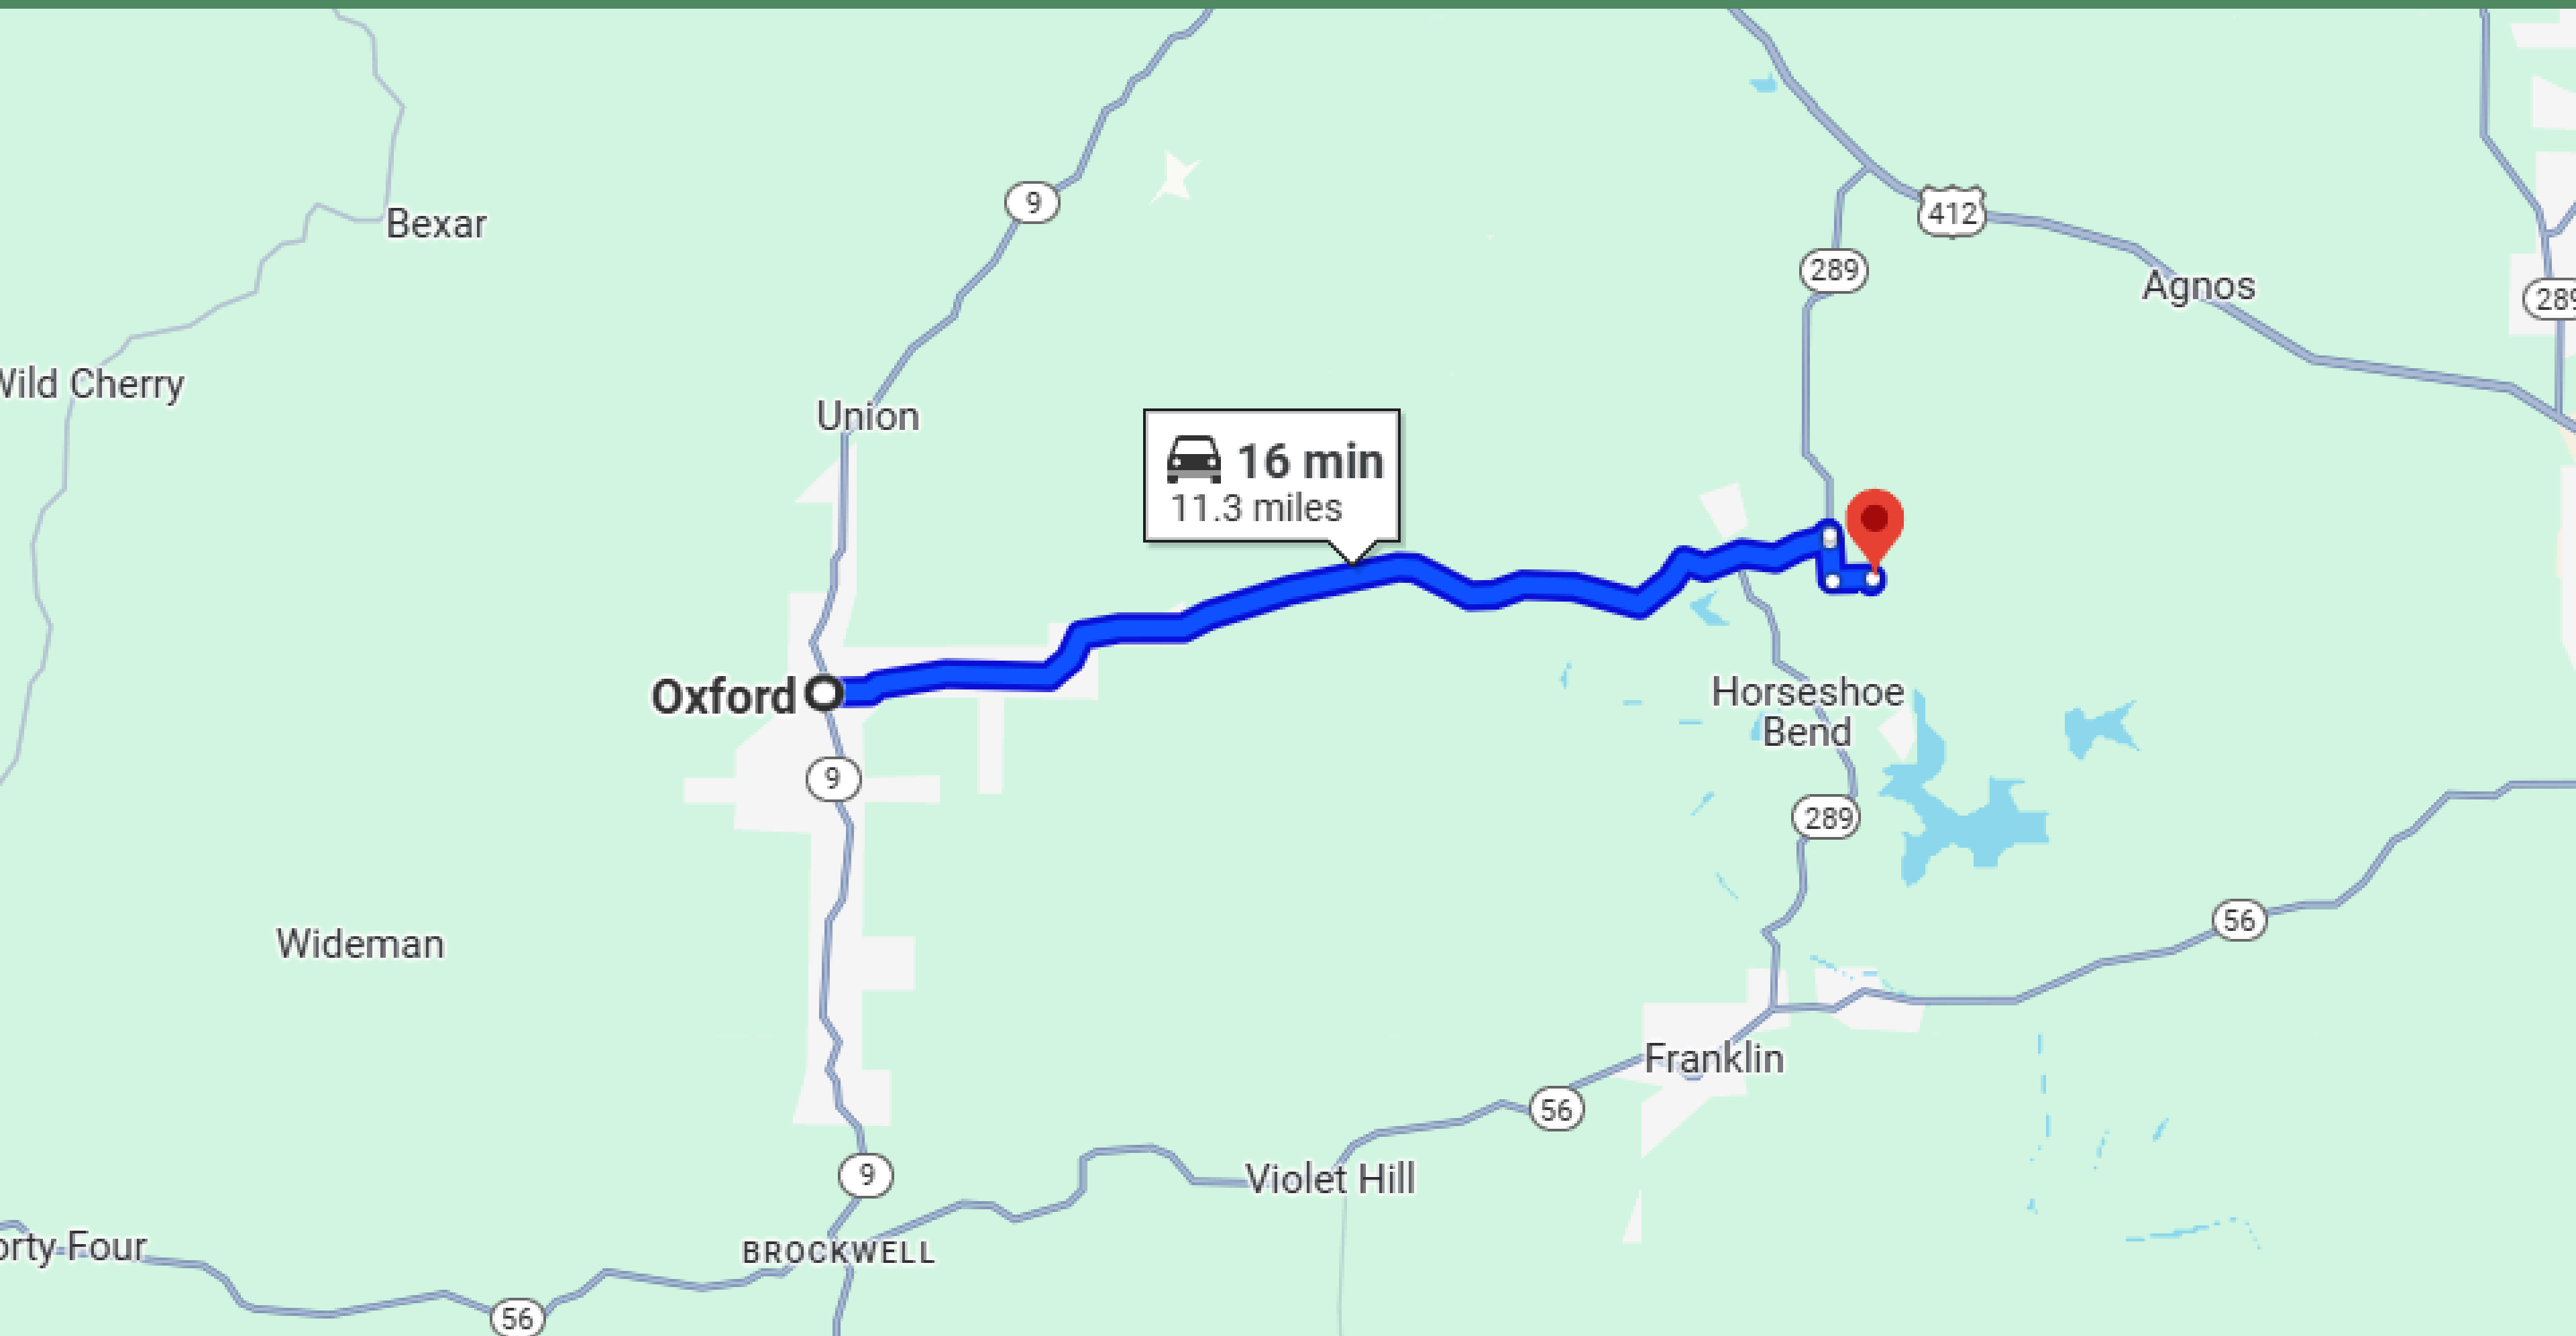 9
412
Bexar
289
Agnos
289
Wild Cherry
Union
16 min
11.3 miles
Oxford
Horseshoe
Bend
9
289
56
Wideman
Franklin
56
9
Violet Hill
orty Four
BROCKWELL
56